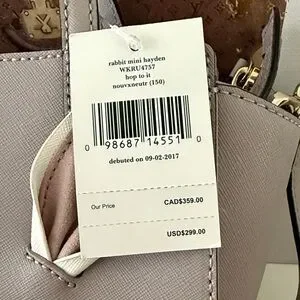 rabbit mini hayden
WKRU4757
hop to it
nouvxneutr (150)
0 98687 14551 0
debuted on 09-02-2017
Our Price CAD$359.00
USD$299.00